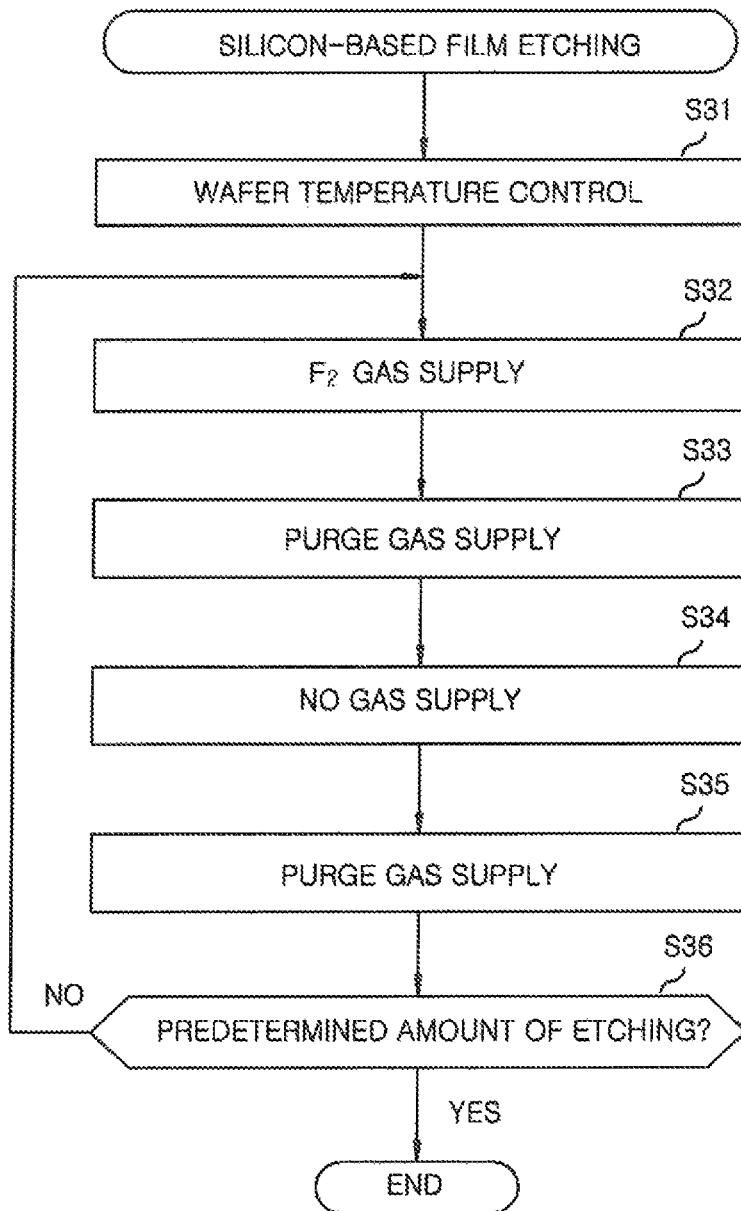 SILICON-BASED FILM ETCHING
S31
WAFER TEMPERATURE CONTROL
S32
F₂ GAS SUPPLY
S33
PURGE GAS SUPPLY
S34
NO GAS SUPPLY
S35
PURGE GAS SUPPLY
S36
NO
PREDETERMINED AMOUNT OF ETCHING?
YES
END